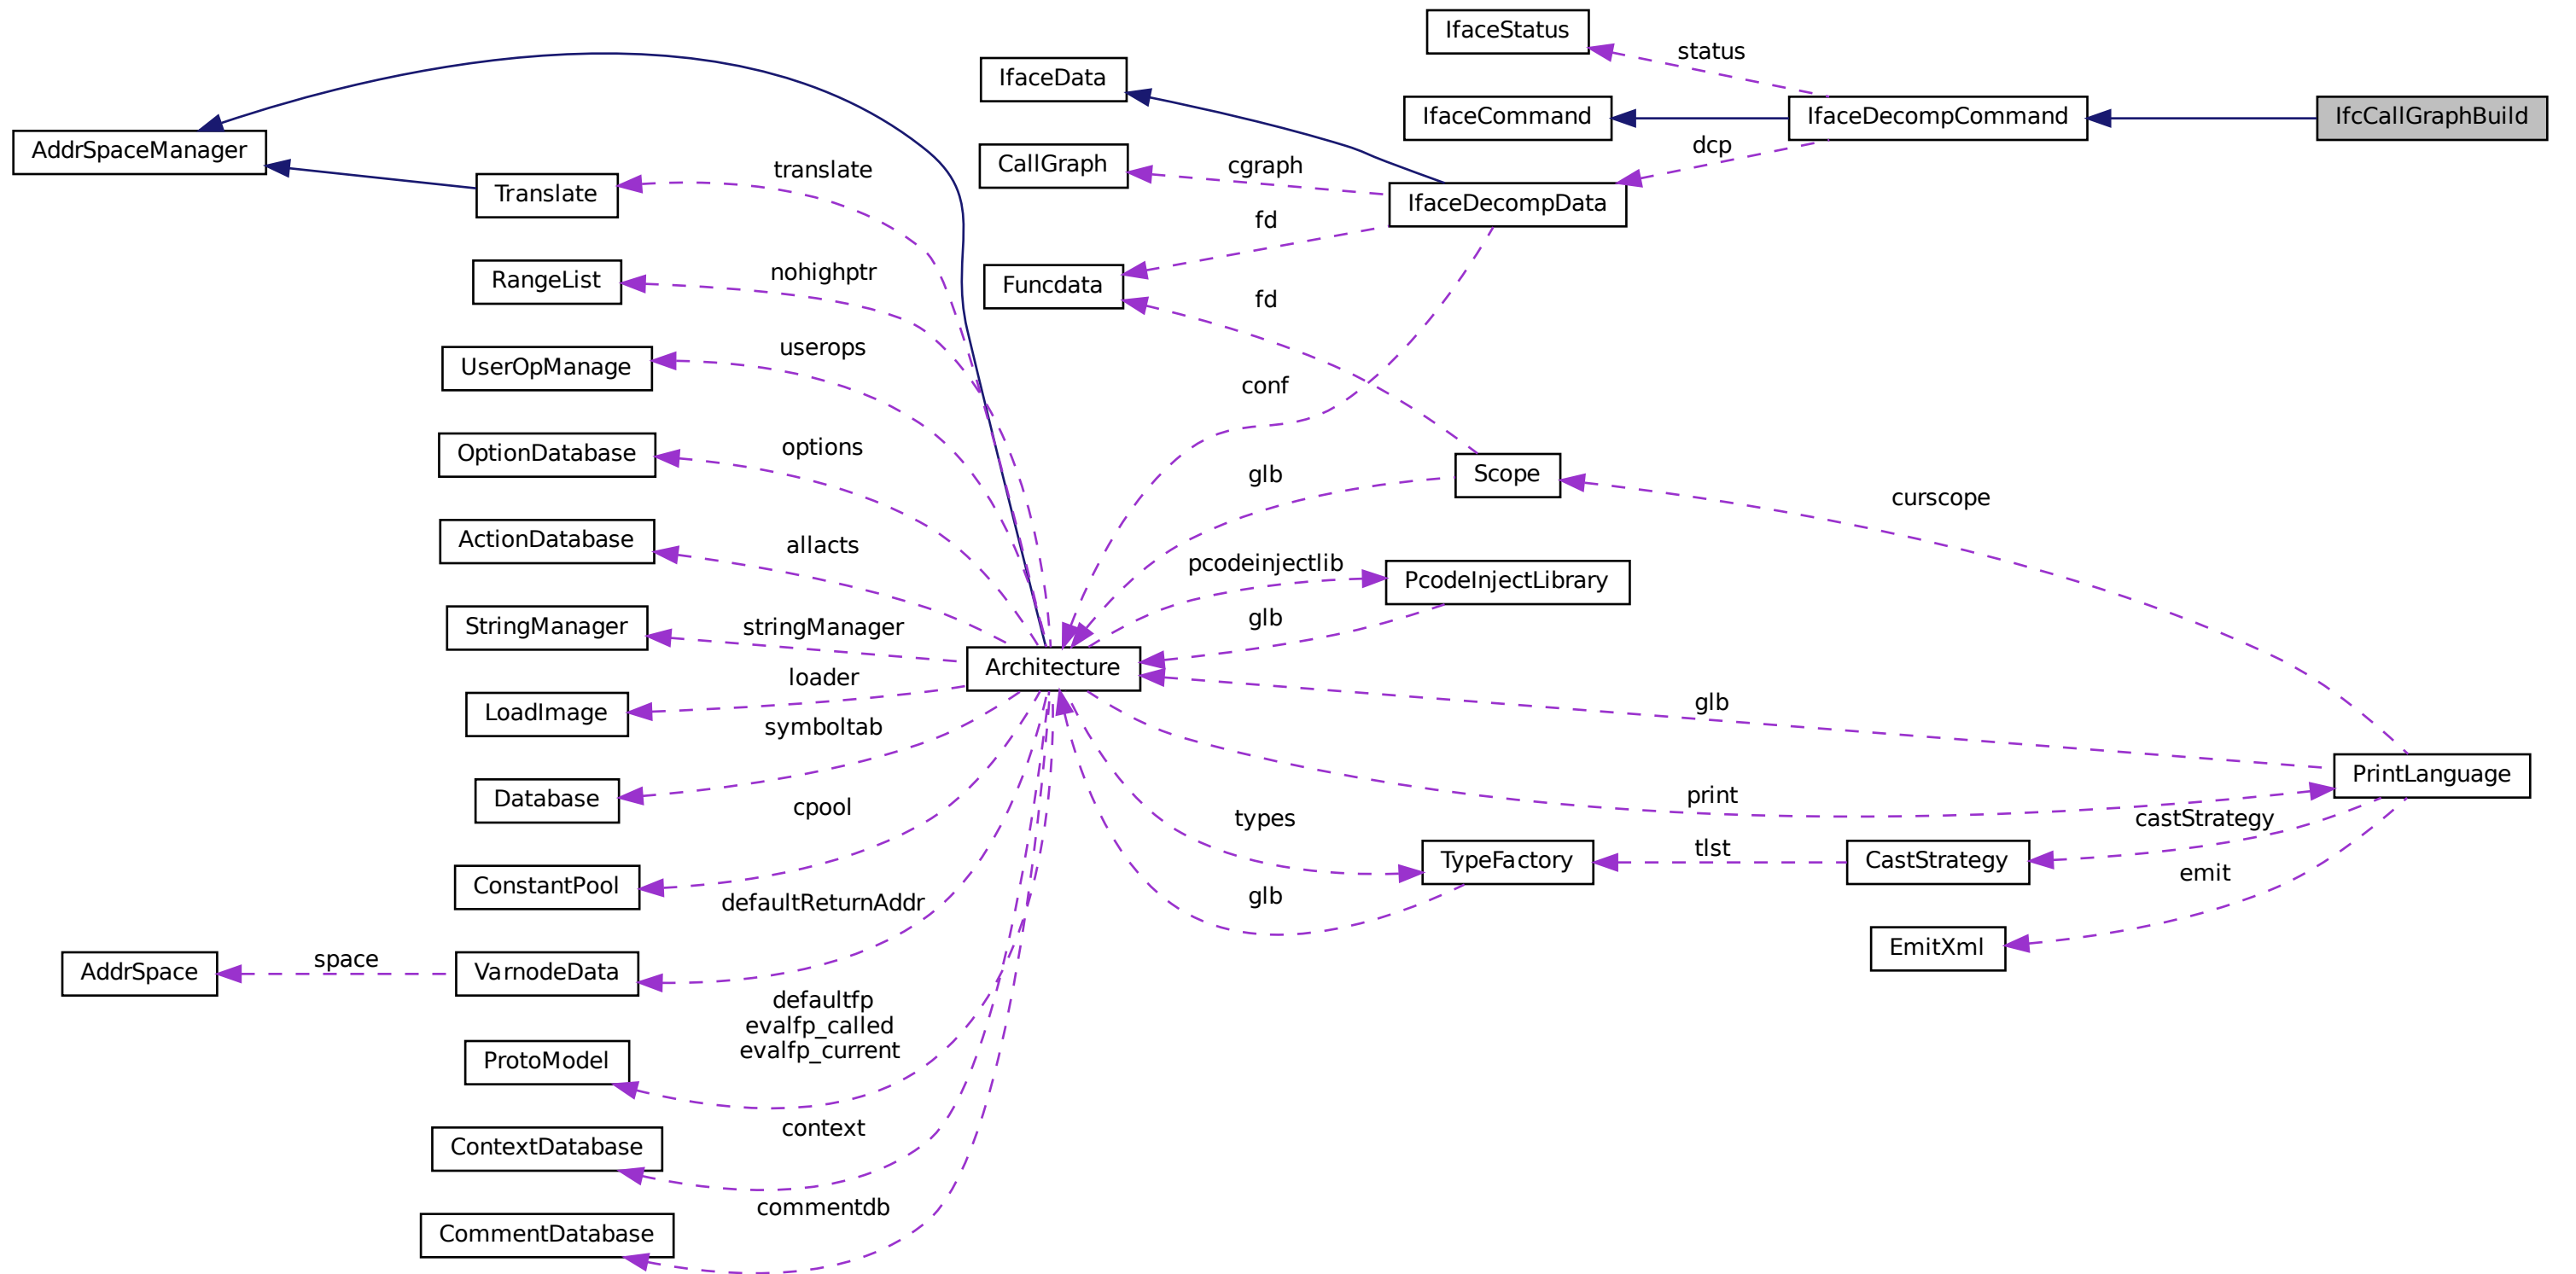 IfaceStatus
status
IfaceData
IfaceCommand
IfaceDecompCommand
IfcCallGraphBuild
AddrSpaceManager
dcp
CallGraph
cgraph
translate
Translate
IfaceDecompData
fd
RangeList
nohighptr
Funcdata
fd
userops
UserOpManage
conf
options
OptionDatabase
glb
Scope
curscope
ActionDatabase
allacts
pcodeinjectlib
PcodeInjectLibrary
glb
StringManager
stringManager
Architecture
loader
LoadImage
symboltab
glb
Database
cpool
print
PrintLanguage
types
castStrategy
tlst
TypeFactory
CastStrategy
ConstantPool
glb
emit
defaultReturnAddr
EmitXml
AddrSpace
space
VarnodeData
defaultfp
evalfp_called
evalfp_current
ProtoModel
context
ContextDatabase
commentdb
CommentDatabase